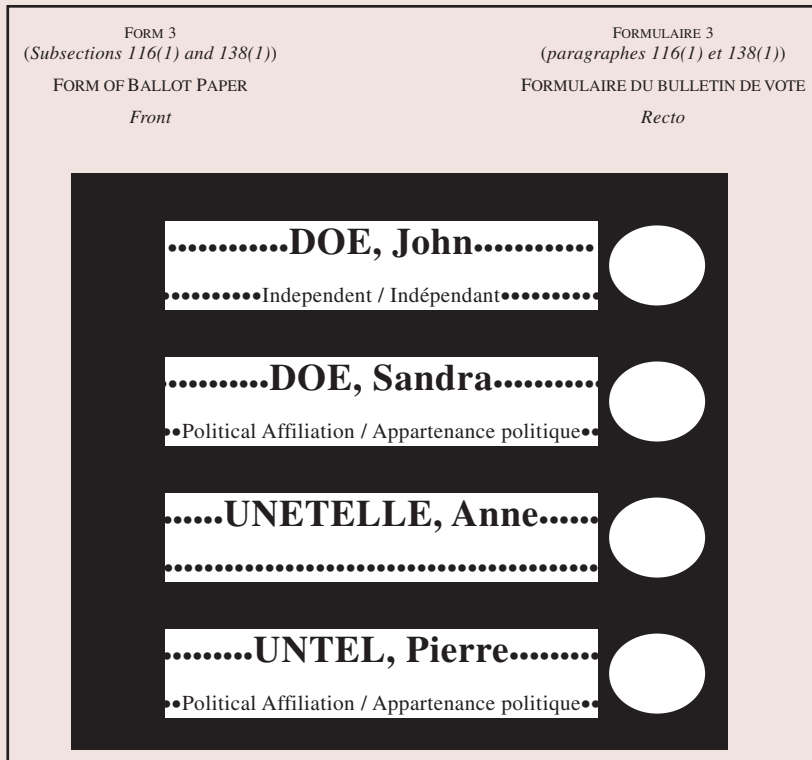 FORM 3
(Subsections 116(1) and 138(1))
FORM OF BALLOT PAPER
Front
FORMULAIRE 3
(paragraphes 116(1) et 138(1))
FORMULAIRE DU BULLETIN DE VOTE
Recto
............DOE, John............
..........Independent / Indépendant..........
...........DOE, Sandra...........
..Political Affiliation / Appartenance politique..
......UNETELLE, Anne......
............................................
.........UNTEL, Pierre.........
..Political Affiliation / Appartenance politique..